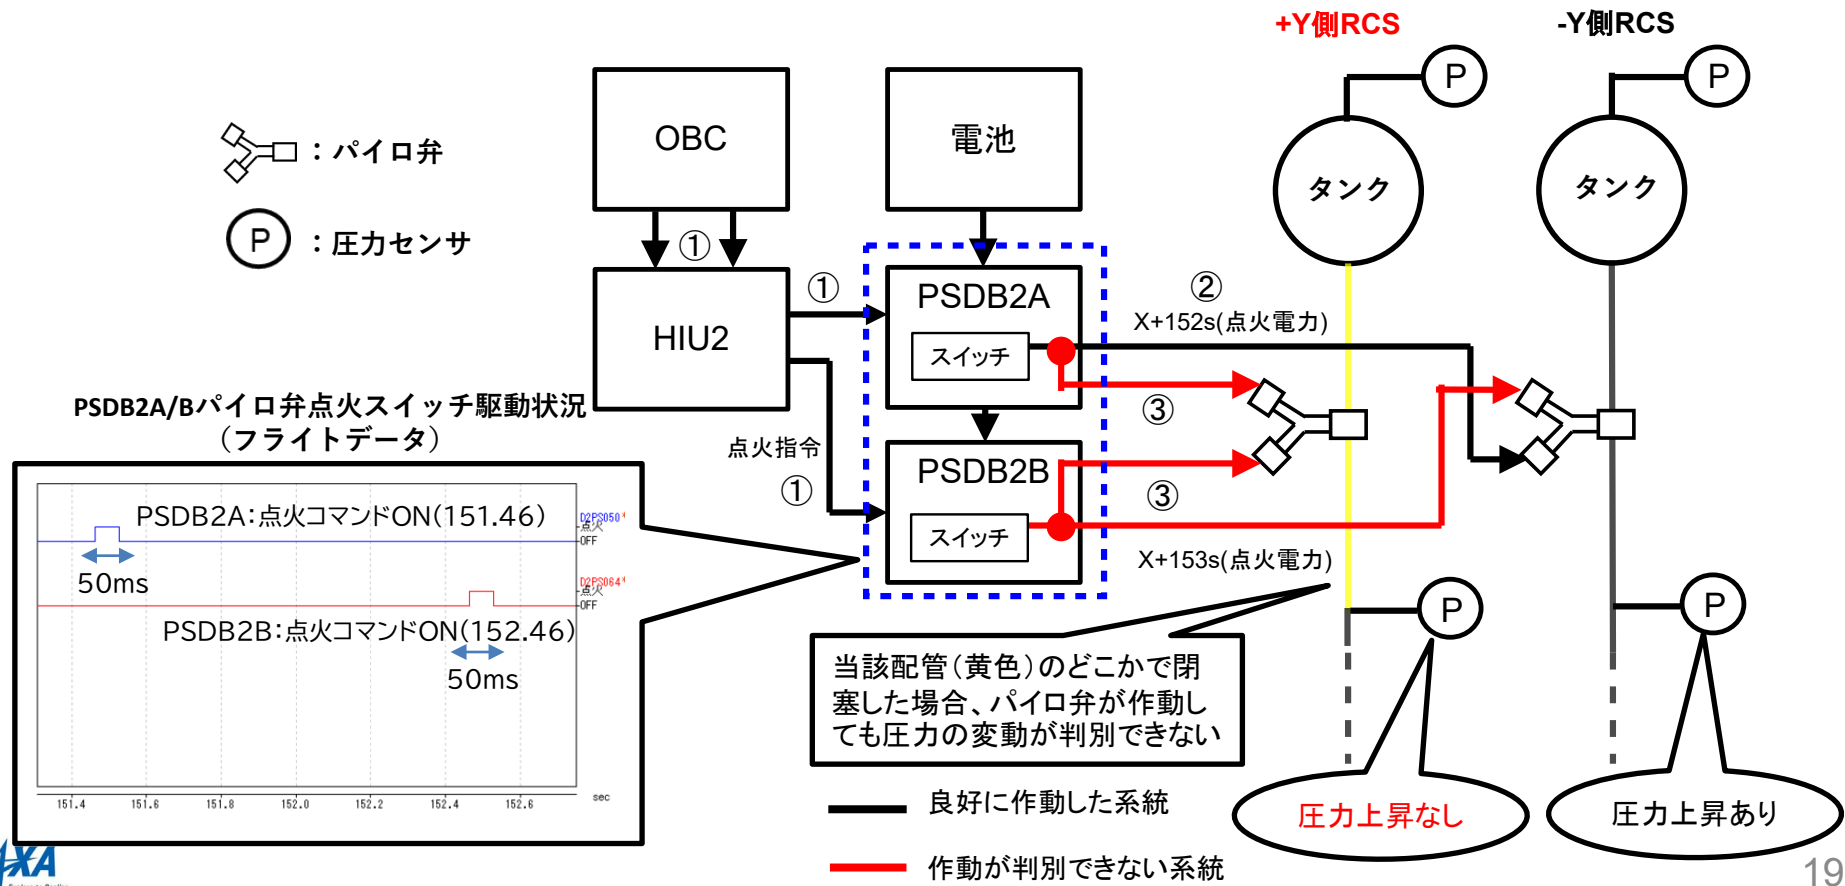 +Y側RCS
-Y側RCS
P
P
OBC
電池
：パイロ弁
タンク
タンク
P
：圧力センサ
①
①
HIU2
PSDB2A
スイッチ
②
X+152s(点火電力)
③
PSDB2A/Bパイロ弁点火スイッチ駆動状況
（フライトデータ）
点火指令
①
PSDB2B
スイッチ
③
X+153s(点火電力)
PSDB2A：点火コマンドON(151.46)
D2PS050
点火
OFF
50ms
D2PS064
点火
OFF
PSDB2B：点火コマンドON(152.46)
50ms
151.4 151.6 151.8 152.0 152.2 152.4 152.6 sec
P
P
当該配管（黄色）のどこかで閉
塞した場合、パイロ弁が作動し
ても圧力の変動が判別できない
圧力上昇なし
圧力上昇あり
良好に作動した系統
作動が判別できない系統
19